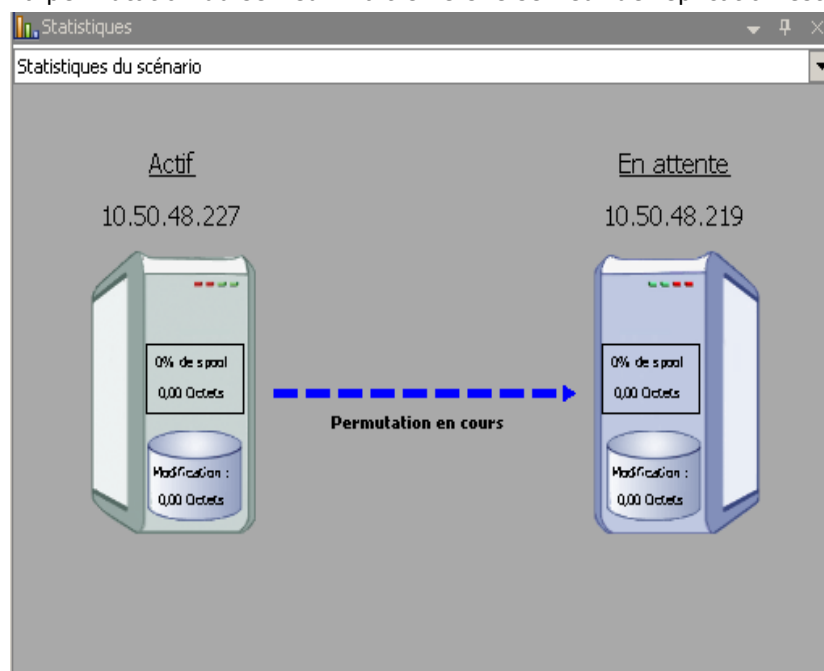 Statistiques
Statistiques du scénario
Actif
10.50.48.227
En attente
10.50.48.219
0% de spool
0,00 Octets
Modification :
0,00 Octets
Permutation en cours
0% de spool
0,00 Octets
Modification :
0,00 Octets